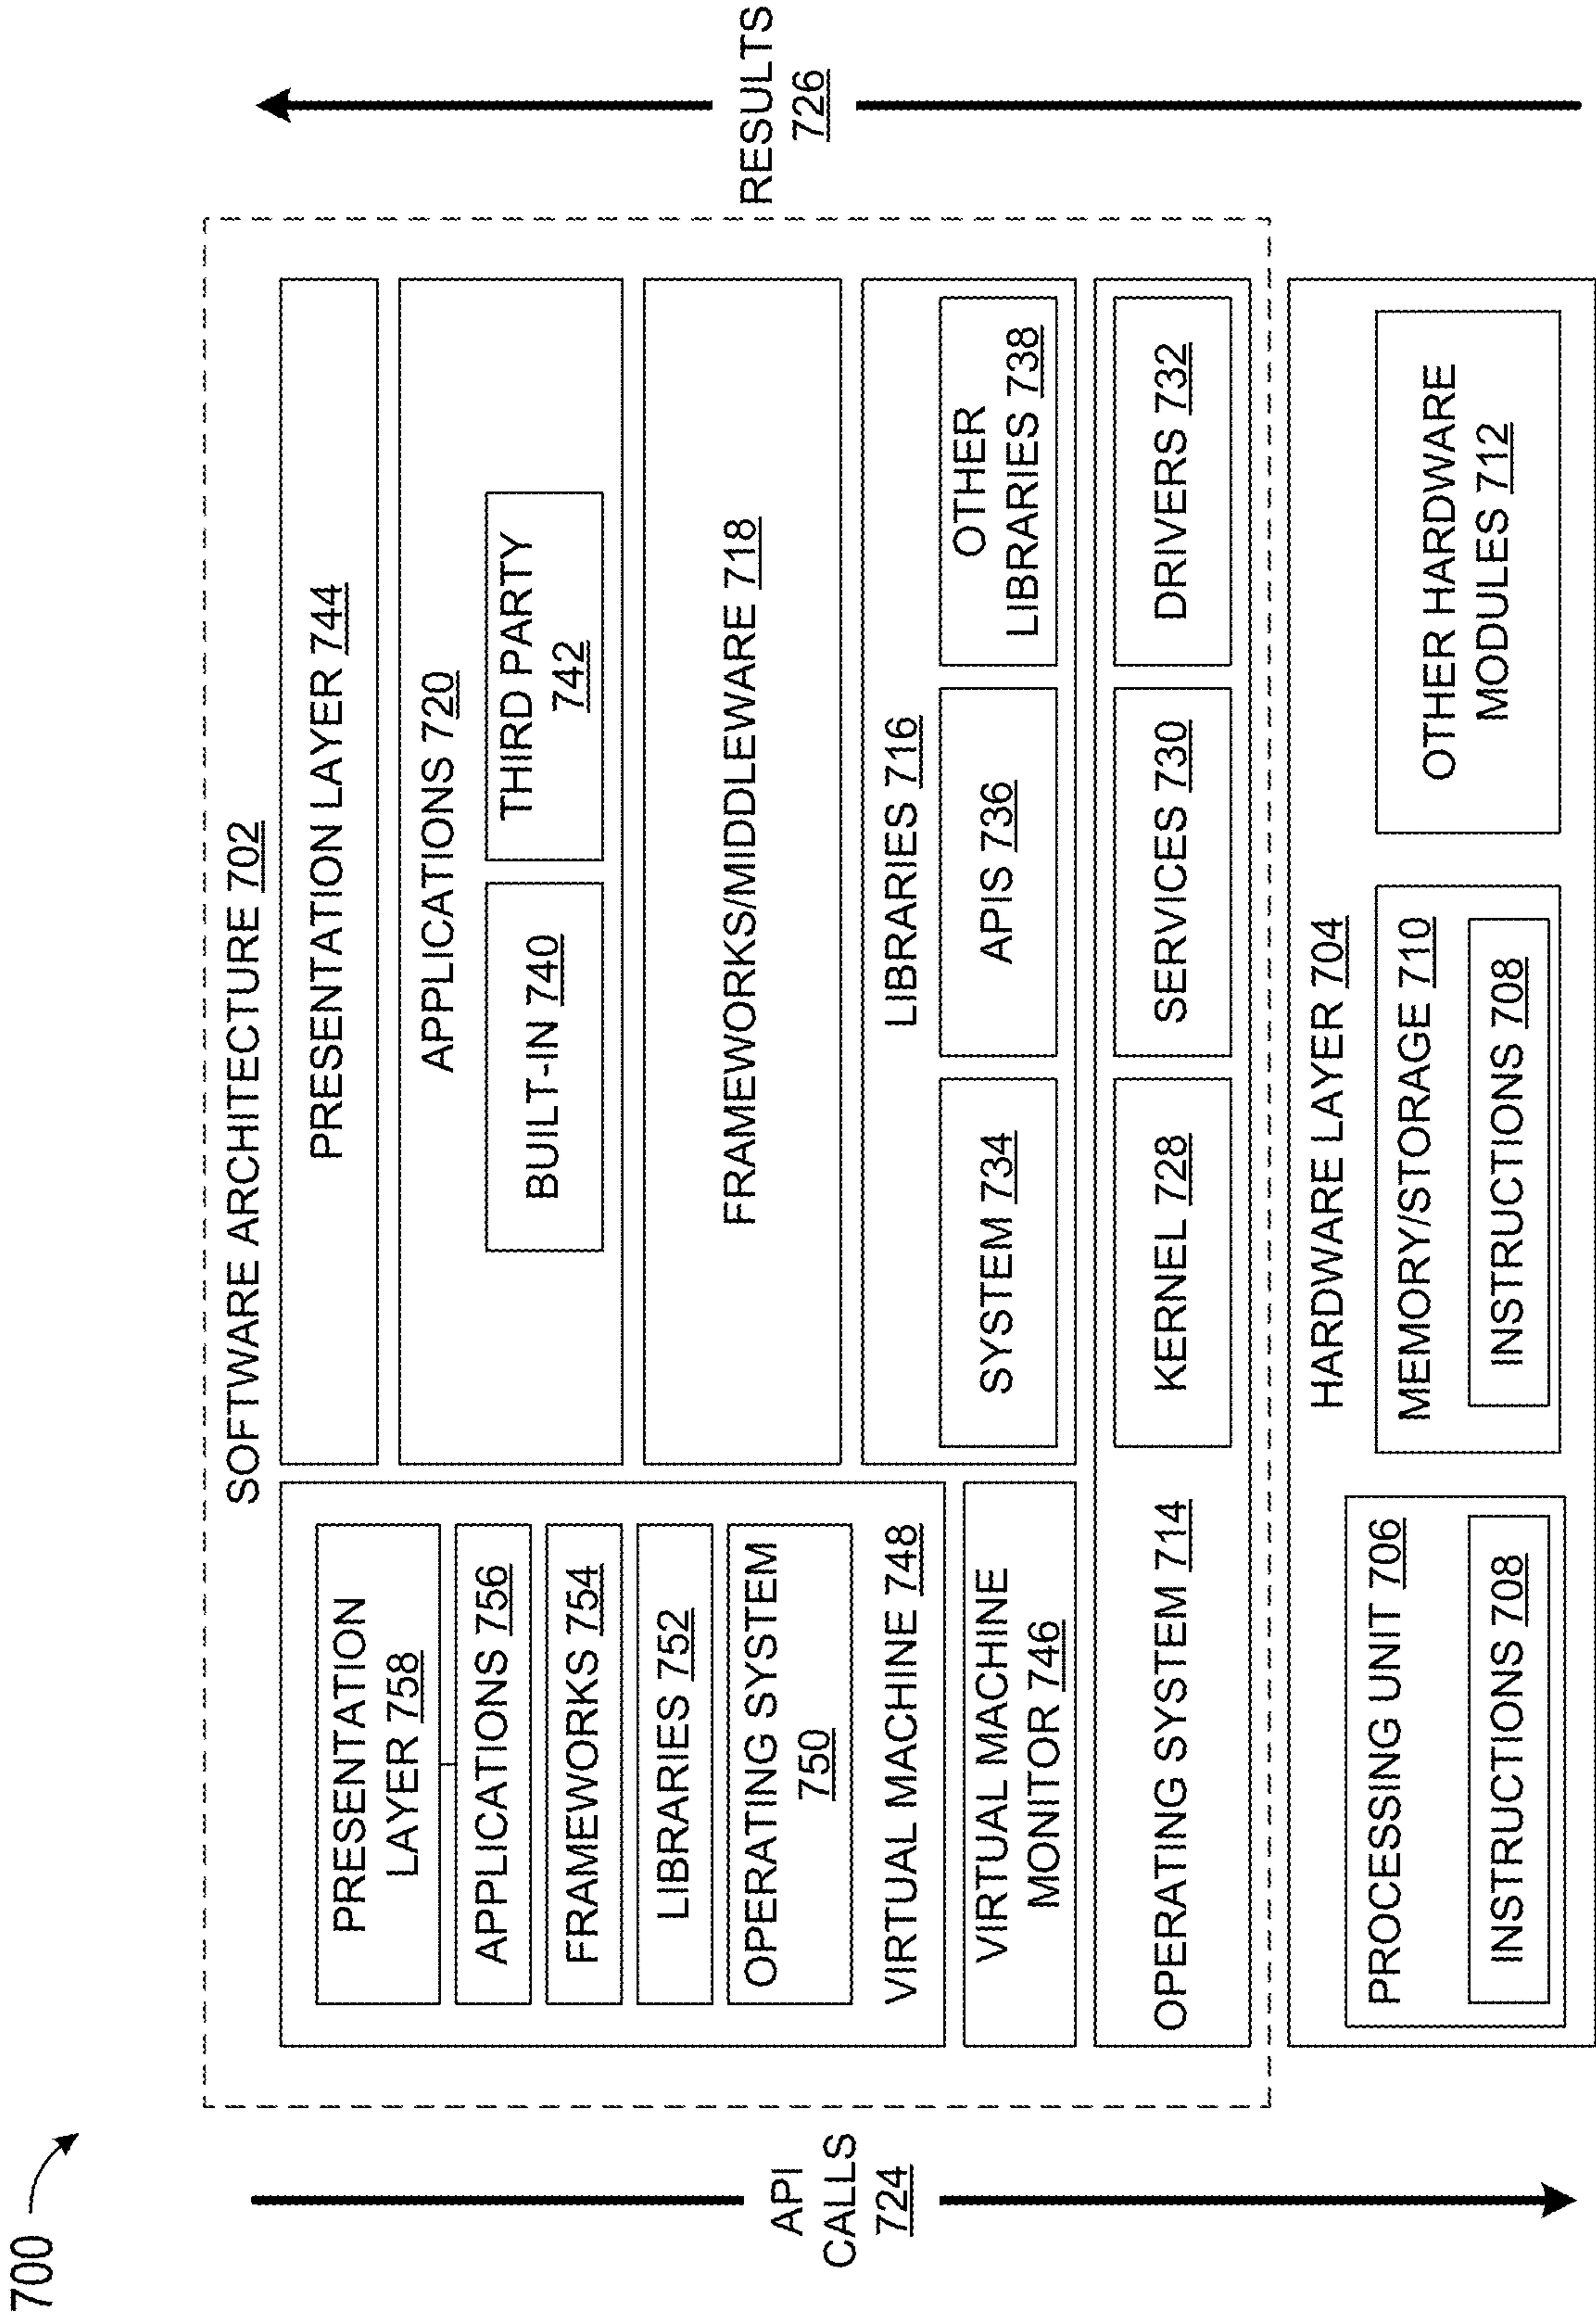 700
SOFTWARE ARCHITECTURE 702
PRESENTATION
LAYER 758
APPLICATIONS 756
FRAMEWORKS 754
LIBRARIES 752
OPERATING SYSTEM
750
VIRTUAL MACHINE 748
VIRTUAL MACHINE
MONITOR 746
PRESENTATION LAYER 744
APPLICATIONS 720
BUILT-IN 740
THIRD PARTY
742
FRAMEWORKS/MIDDLEWARE 718
LIBRARIES 716
SYSTEM 734
APIS 736
OTHER
LIBRARIES 738
OPERATING SYSTEM 714
KERNEL 728
SERVICES 730
DRIVERS 732
API
CALLS
724
RESULTS
726
HARDWARE LAYER 704
PROCESSING UNIT 706
INSTRUCTIONS 708
MEMORY/STORAGE 710
INSTRUCTIONS 708
OTHER HARDWARE
MODULES 712